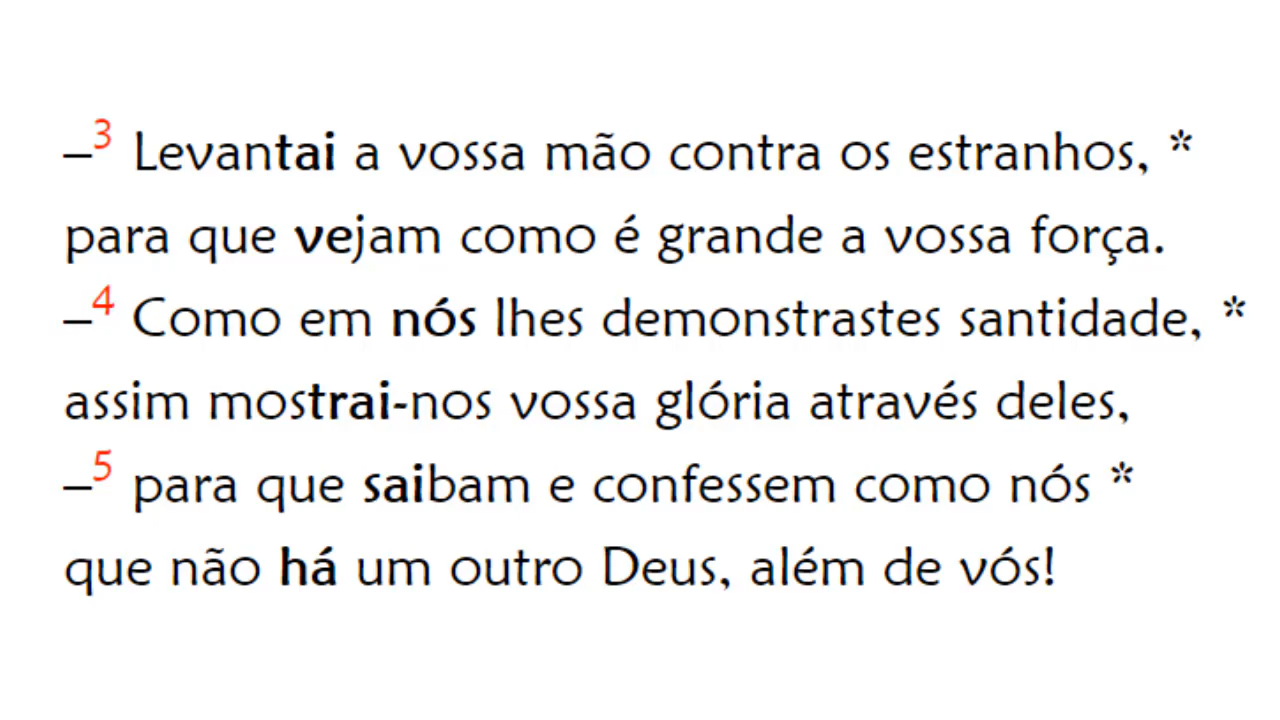 –3 Levantai a vossa mão contra os estranhos, *
para que vejam como é grande a vossa força.
–4 Como em nós lhes demonstrastes santidade, *
assim mostrai-nos vossa glória através deles,
–5 para que saibam e confessem como nós *
que não há um outro Deus, além de vós!